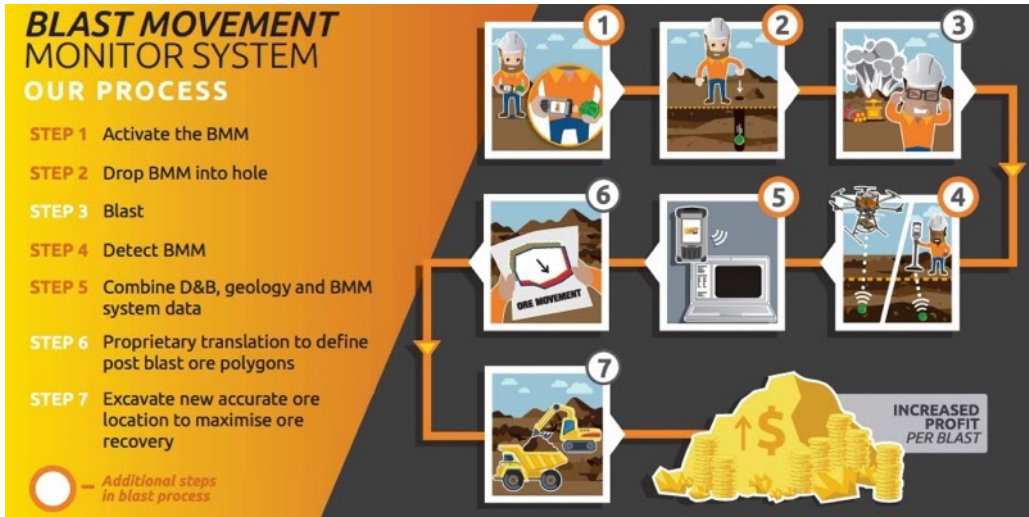 BLAST MOVEMENT
MONITOR SYSTEM
OUR PROCESS
STEP 1 Activate the BMM
STEP 2 Drop BMM into hole
STEP 3 Blast
STEP 4 Detect BMM
STEP 5 Combine D&B, geology and BMM
system data
STEP 6 Proprietary translation to define
post blast ore polygons
STEP 7 Excavate new accurate ore
location to maximise ore
recovery
Additional steps
in blast process
1
2
3
4
5
6
ORE MOVEMENT
7
$
INCREASED
PROFIT
PER BLAST